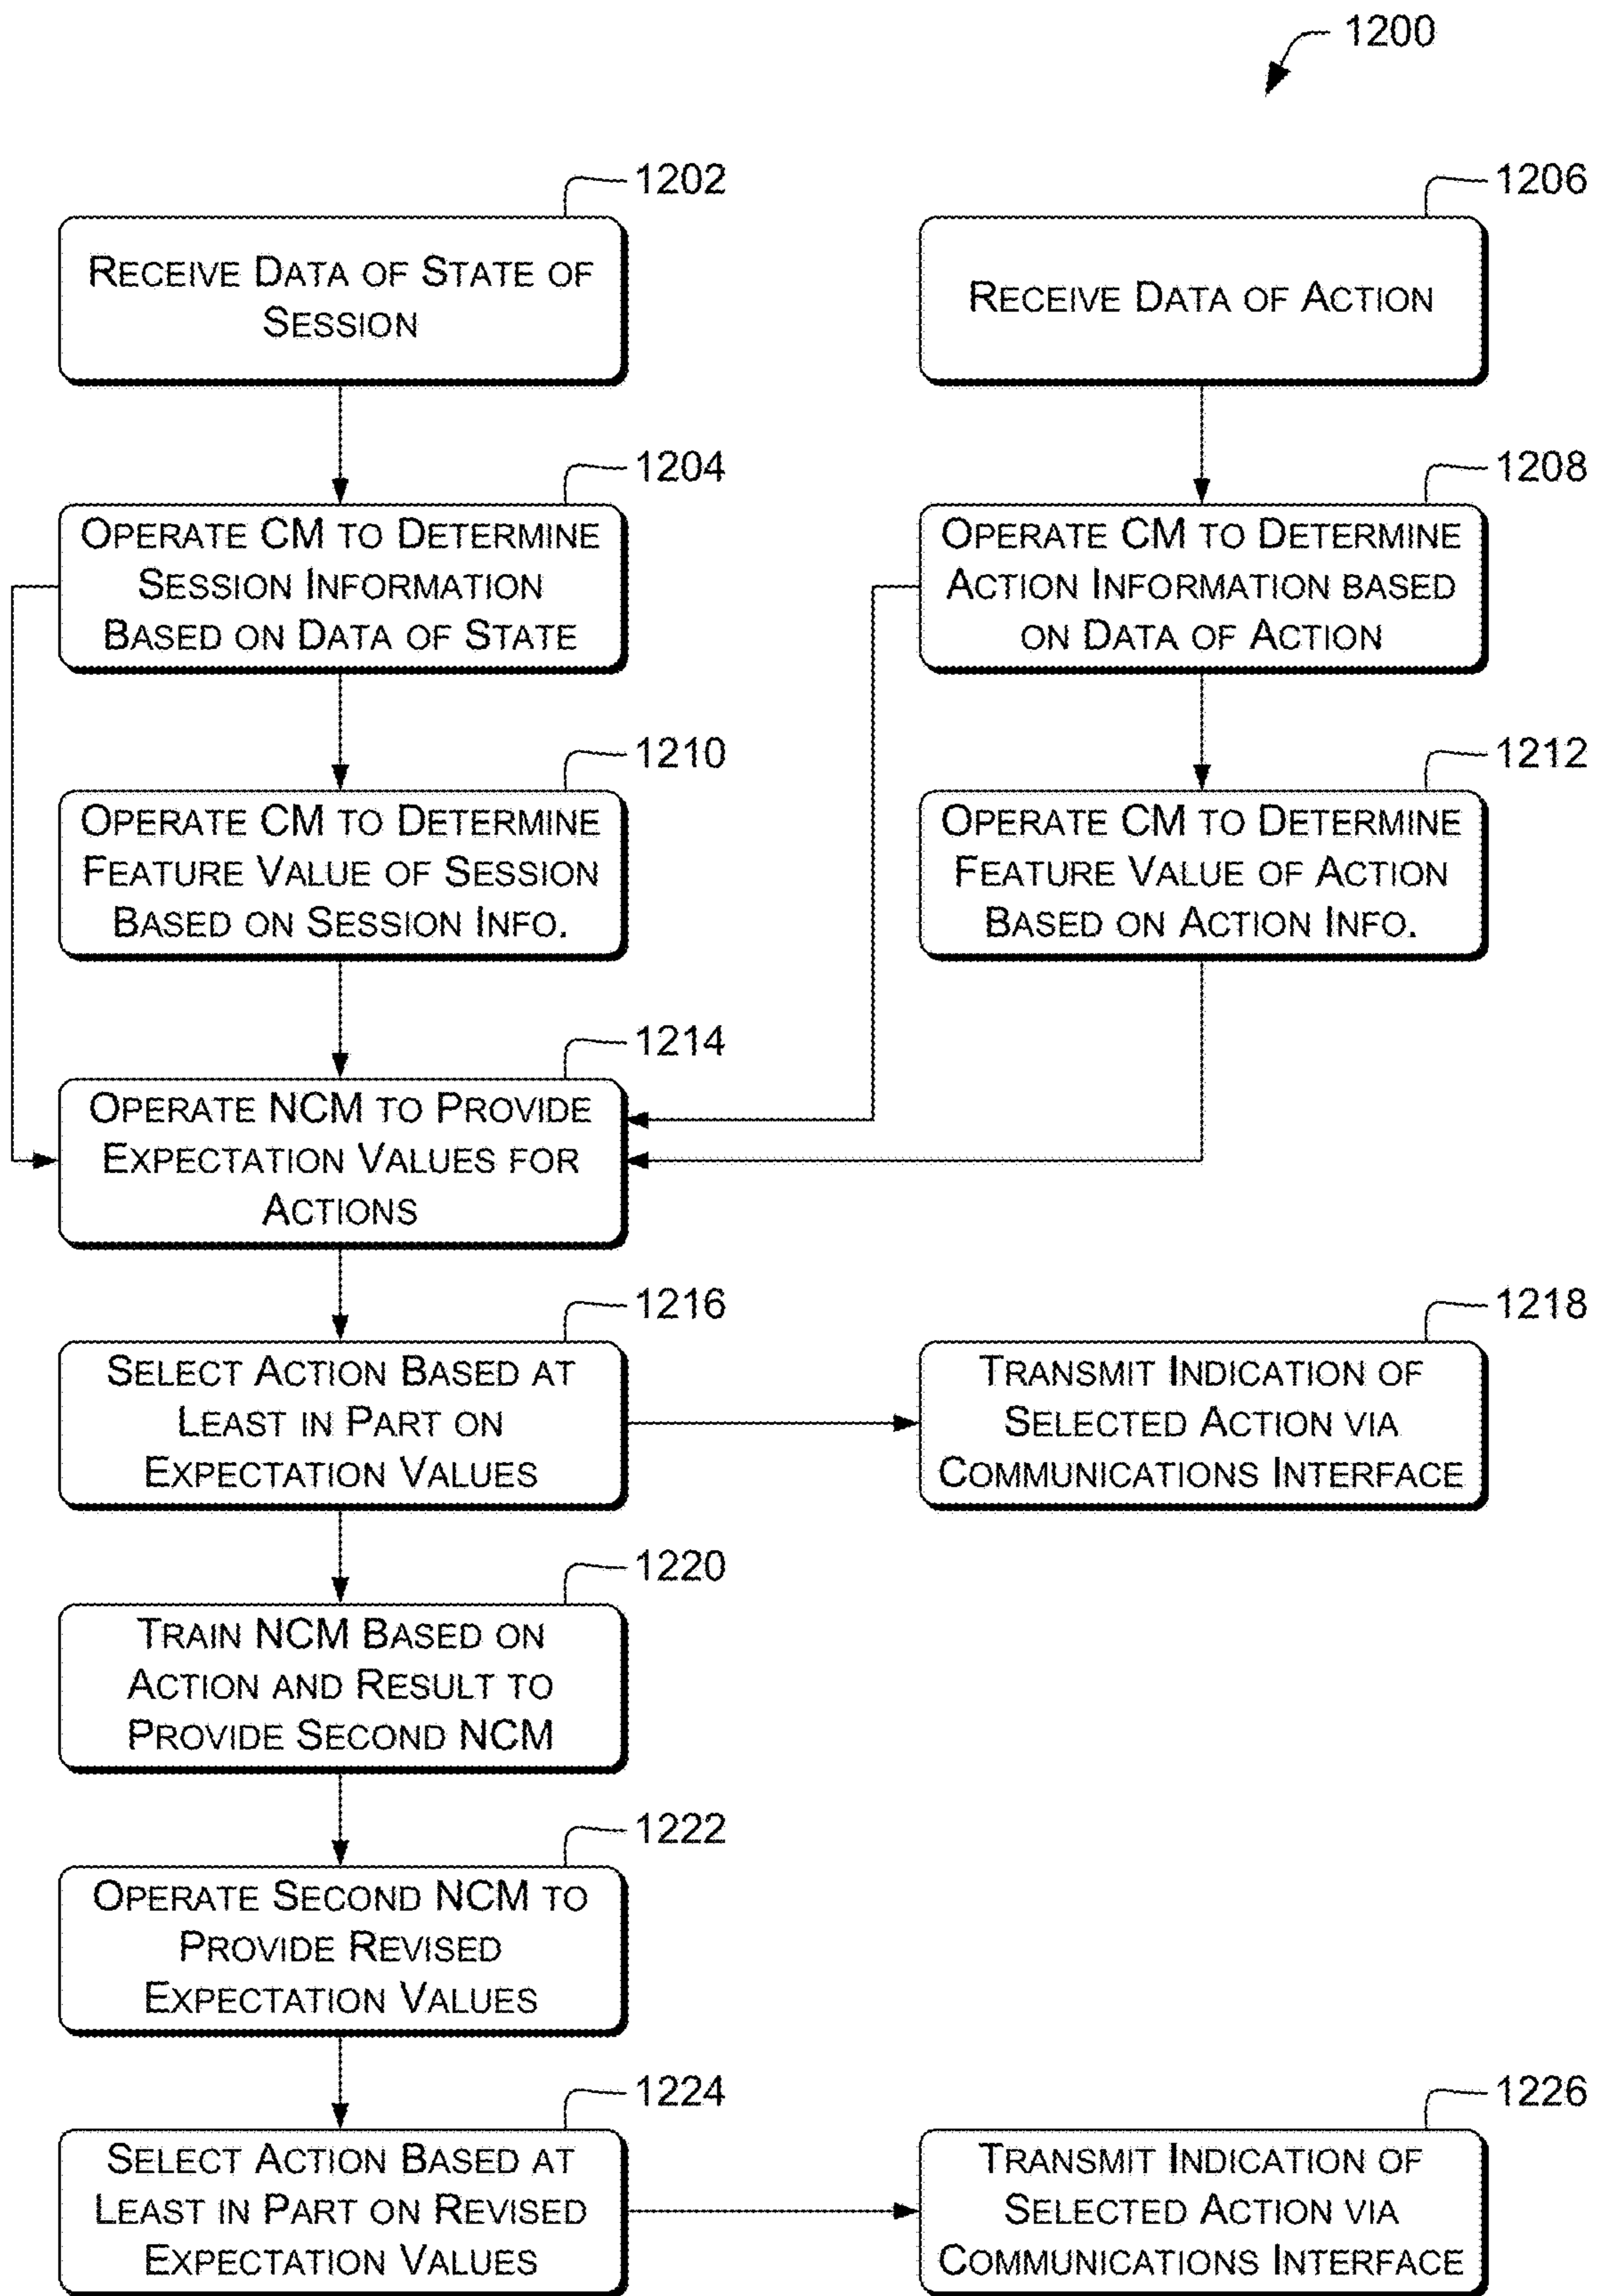 1200
1202
RECEIVE DATA OF STATE OF
SESSION
1206
RECEIVE DATA OF ACTION
1204
OPERATE CM TO DETERMINE
SESSION INFORMATION
BASED ON DATA OF STATE
1208
OPERATE CM TO DETERMINE
ACTION INFORMATION BASED
ON DATA OF ACTION
1210
OPERATE CM TO DETERMINE
FEATURE VALUE OF SESSION
BASED ON SESSION INFO.
1212
OPERATE CM TO DETERMINE
FEATURE VALUE OF ACTION
BASED ON ACTION INFO.
1214
OPERATE NCM TO PROVIDE
EXPECTATION VALUES FOR
ACTIONS
1216
SELECT ACTION BASED AT
LEAST IN PART ON
EXPECTATION VALUES
1218
TRANSMIT INDICATION OF
SELECTED ACTION VIA
COMMUNICATIONS INTERFACE
1220
TRAIN NCM BASED ON
ACTION AND RESULT TO
PROVIDE SECOND NCM
1222
OPERATE SECOND NCM TO
PROVIDE REVISED
EXPECTATION VALUES
1224
SELECT ACTION BASED AT
LEAST IN PART ON REVISED
EXPECTATION VALUES
1226
TRANSMIT INDICATION OF
SELECTED ACTION VIA
COMMUNICATIONS INTERFACE